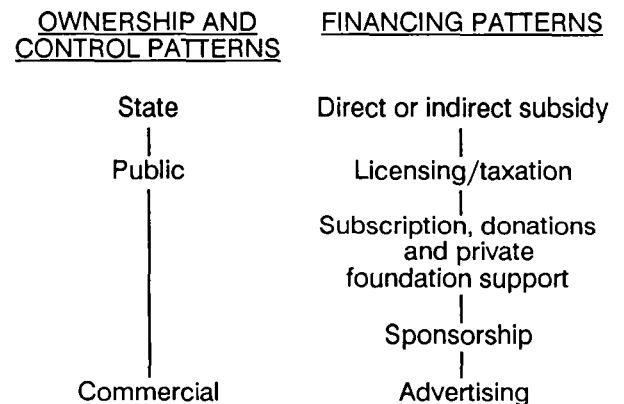 OWNERSHIP AND
CONTROL PATTERNS
FINANCING PATTERNS
State
Direct or indirect subsidy
Public
Licensing/taxation
Subscription, donations
and private
foundation support
Sponsorship
Commercial
Advertising